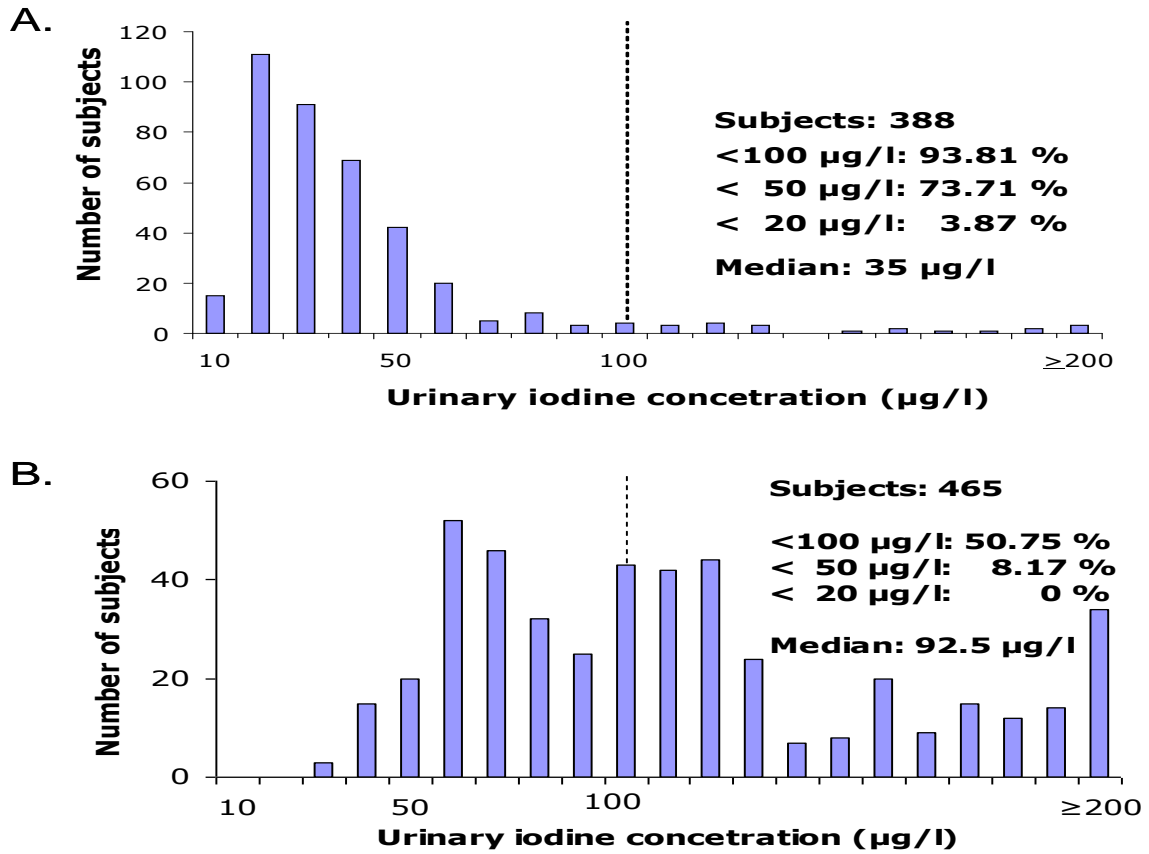 A.
Number of subjects
120
100
80
60
40
20
0
Subjects: 388
<100 µg/l: 93.81 %
< 50 µg/l: 73.71 %
< 20 µg/l: 3.87 %
Median: 35 µg/l
10 50 100 ≥200
Urinary iodine concetration (µg/l)
B.
Number of subjects
60
40
20
0
Subjects: 465
<100 µg/l: 50.75 %
< 50 µg/l: 8.17 %
< 20 µg/l: 0 %
Median: 92.5 µg/l
10 50 100 ≥200
Urinary iodine concetration (µg/l)